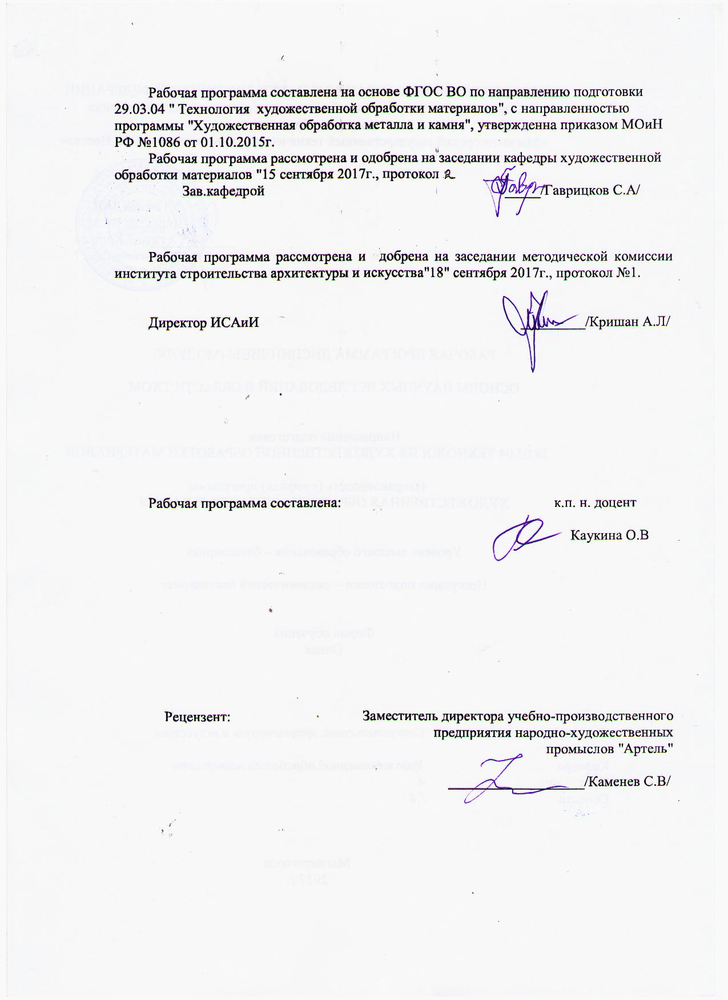 Рабочая программа составлена на основе ФГОС ВО по направлению подготовки
29.03.04 " Технология художественной обработки материалов", с направленностью
программы "Художественная обработка металла и камня", утвержденна приказом МОиН
РФ №1086 от 01.10.2015г.
Рабочая программа рассмотрена и одобрена на заседании кафедры художественной
обработки материалов "15 сентября 2017г., протокол 2
Зав.кафедрой _____/Гаврицков С.А/
Рабочая программа рассмотрена и добрена на заседании методической комиссии
института строительства архитектуры и искусства"18" сентября 2017г., протокол №1.
Директор ИСАиИ _________/Кришан А.Л/
Рабочая программа составлена: к.п. н. доцент
Каукина О.В
Рецензент: Заместитель директора учебно-производственного
предприятия народно-художественных
промыслов "Артель"
___________________/Каменев С.В/